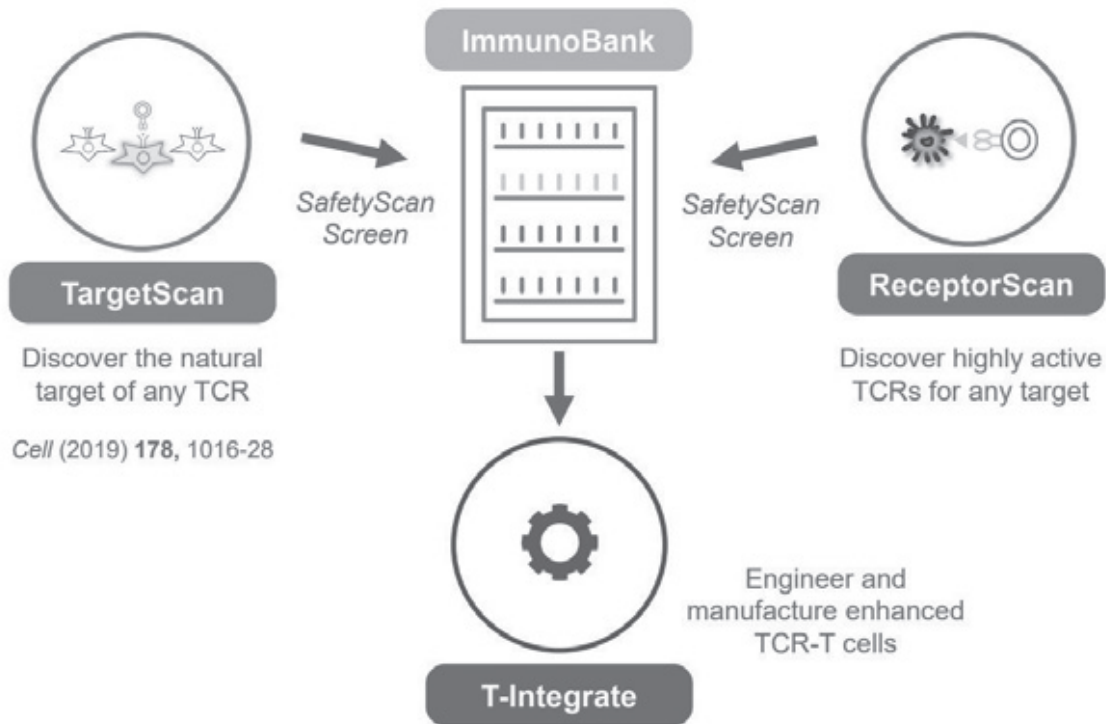 ImmunoBank
SafetyScan
Screen
SafetyScan
Screen
TargetScan
Discover the natural
target of any TCR
Cell (2019) 178, 1016-28
ReceptorScan
Discover highly active
TCRs for any target
Engineer and
manufacture enhanced
TCR-T cells
T-Integrate